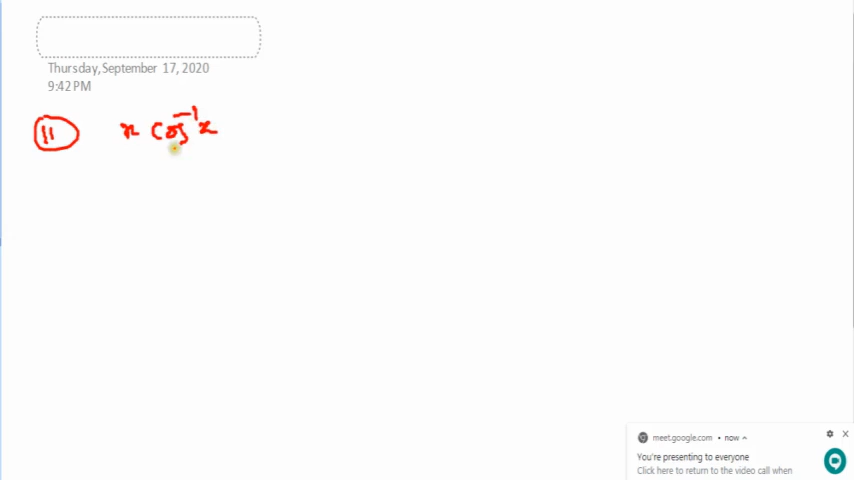 Thursday, September 17, 2020
9:42 PM
11 x cos⁻¹x
meet.google.com • now
You're presenting to everyone
Click here to return to the video call when